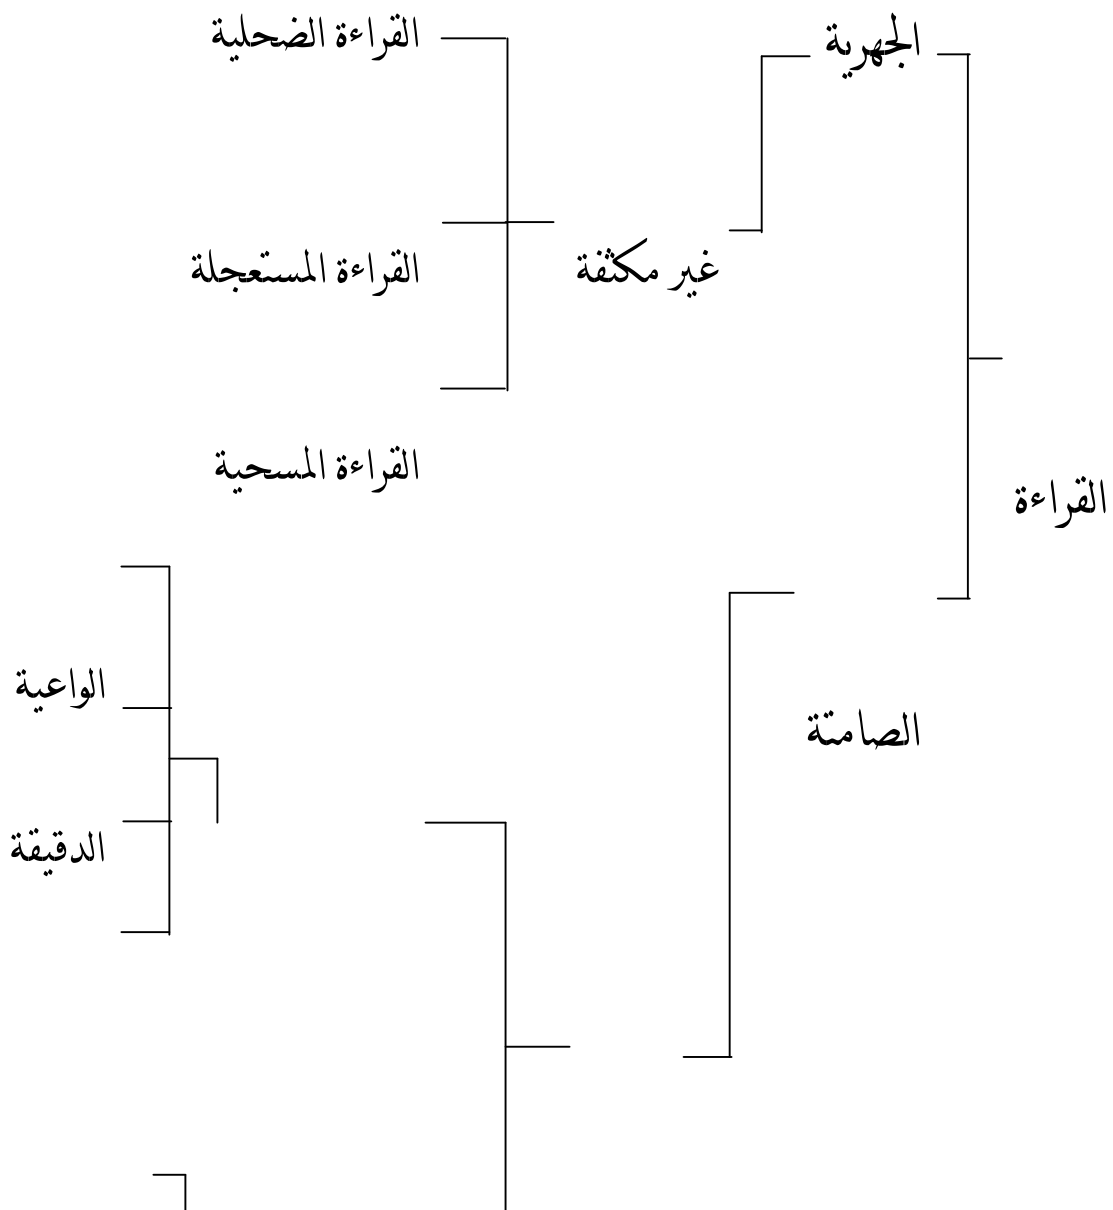 الجهرية
القراءة الضحلية
غير مكثفة
القراءة المستعجلة
القراءة المسحية
القراءة
الصامتة
الواعية
الدقيقة